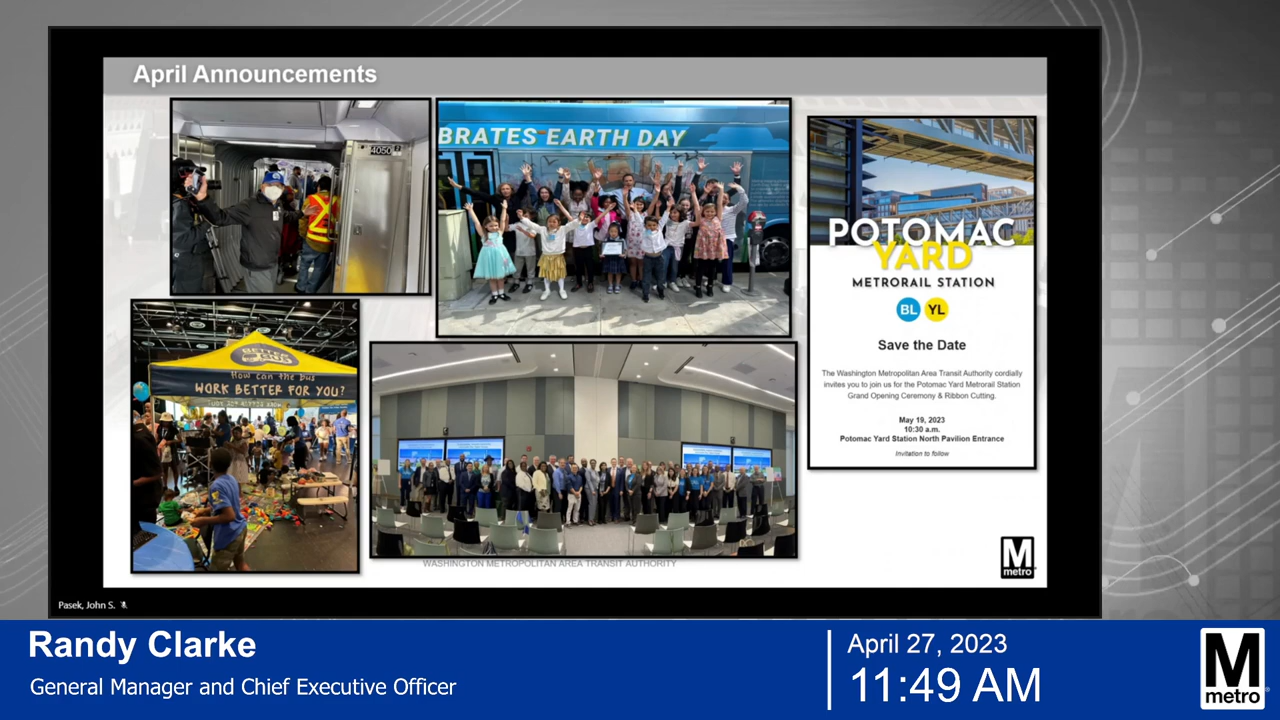 April Announcements
4050
BRATES EARTH DAY
POTOMAC
YARD
METRORAIL STATION
BL YL
Save the Date
The Washington Metropolitan Area Transit Authority cordially
invites you to join us for the Potomac Yard Metrorail Station
Grand Opening Ceremony & Ribbon Cutting.
May 19, 2023
10:30 a.m.
Potomac Yard Station North Pavilion Entrance
Invitation to follow
BETTER
BUS
How can the bus
WORK BETTER FOR YOU?
WASHINGTON METROPOLITAN AREA TRANSIT AUTHORITY
M
metro
Pasek, John S.
Randy Clarke
General Manager and Chief Executive Officer
April 27, 2023
11:49 AM
M
metro